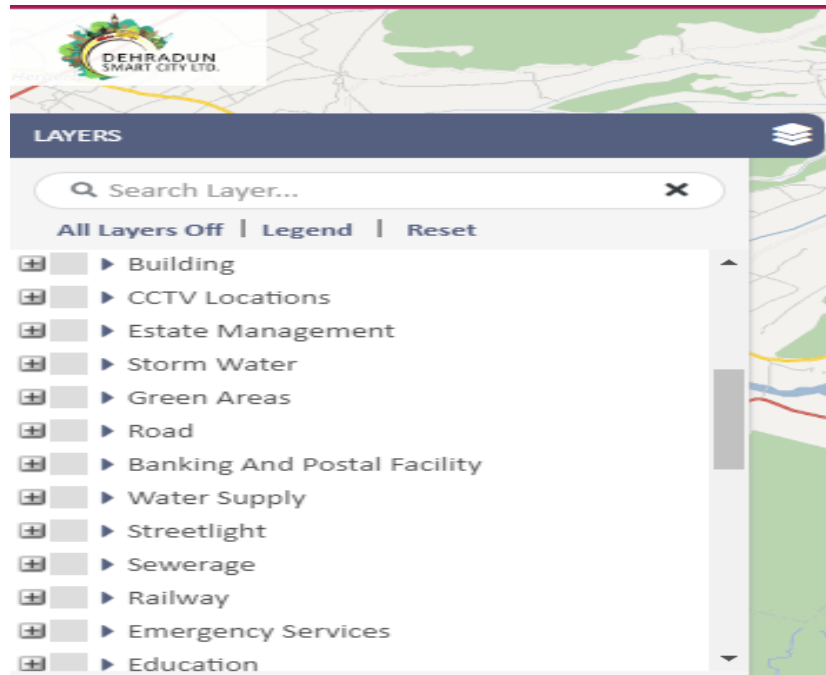 DEHRADUN
SMART CITY LTD.
LAYERS
Search Layer...
All Layers Off | Legend | Reset
Building
CCTV Locations
Estate Management
Storm Water
Green Areas
Road
Banking And Postal Facility
Water Supply
Streetlight
Sewerage
Railway
Emergency Services
Education